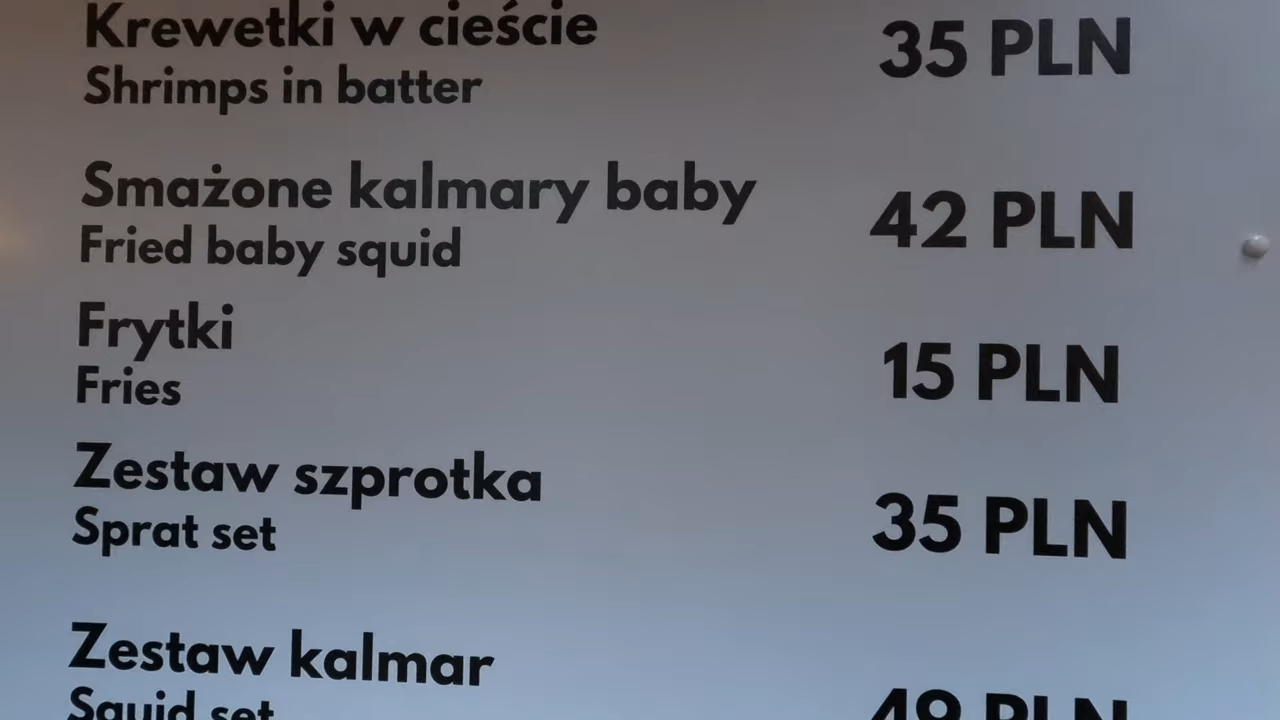 Krewetki w cieście
35 PLN
Shrimps in batter
Smażone kalmary baby
42 PLN
Fried baby squid
Frytki
15 PLN
Fries
Zestaw szprotka
35 PLN
Sprat set
Zestaw kalmar
49 PLN
Squid set